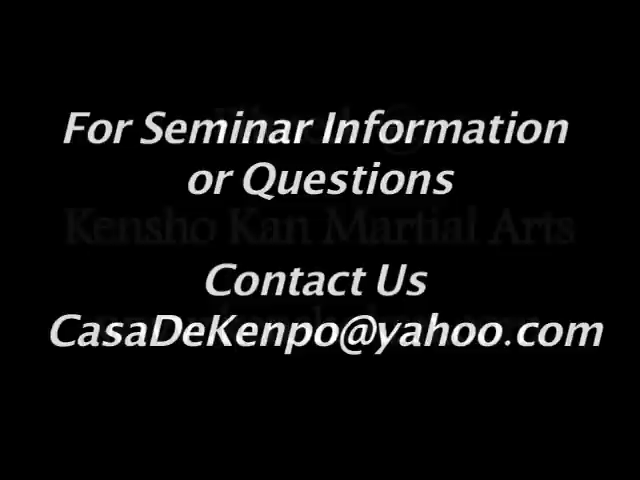 For Seminar Information
or Questions
Kensho Kan Martial Arts
Contact Us
CasaDeKenpo@yahoo.com